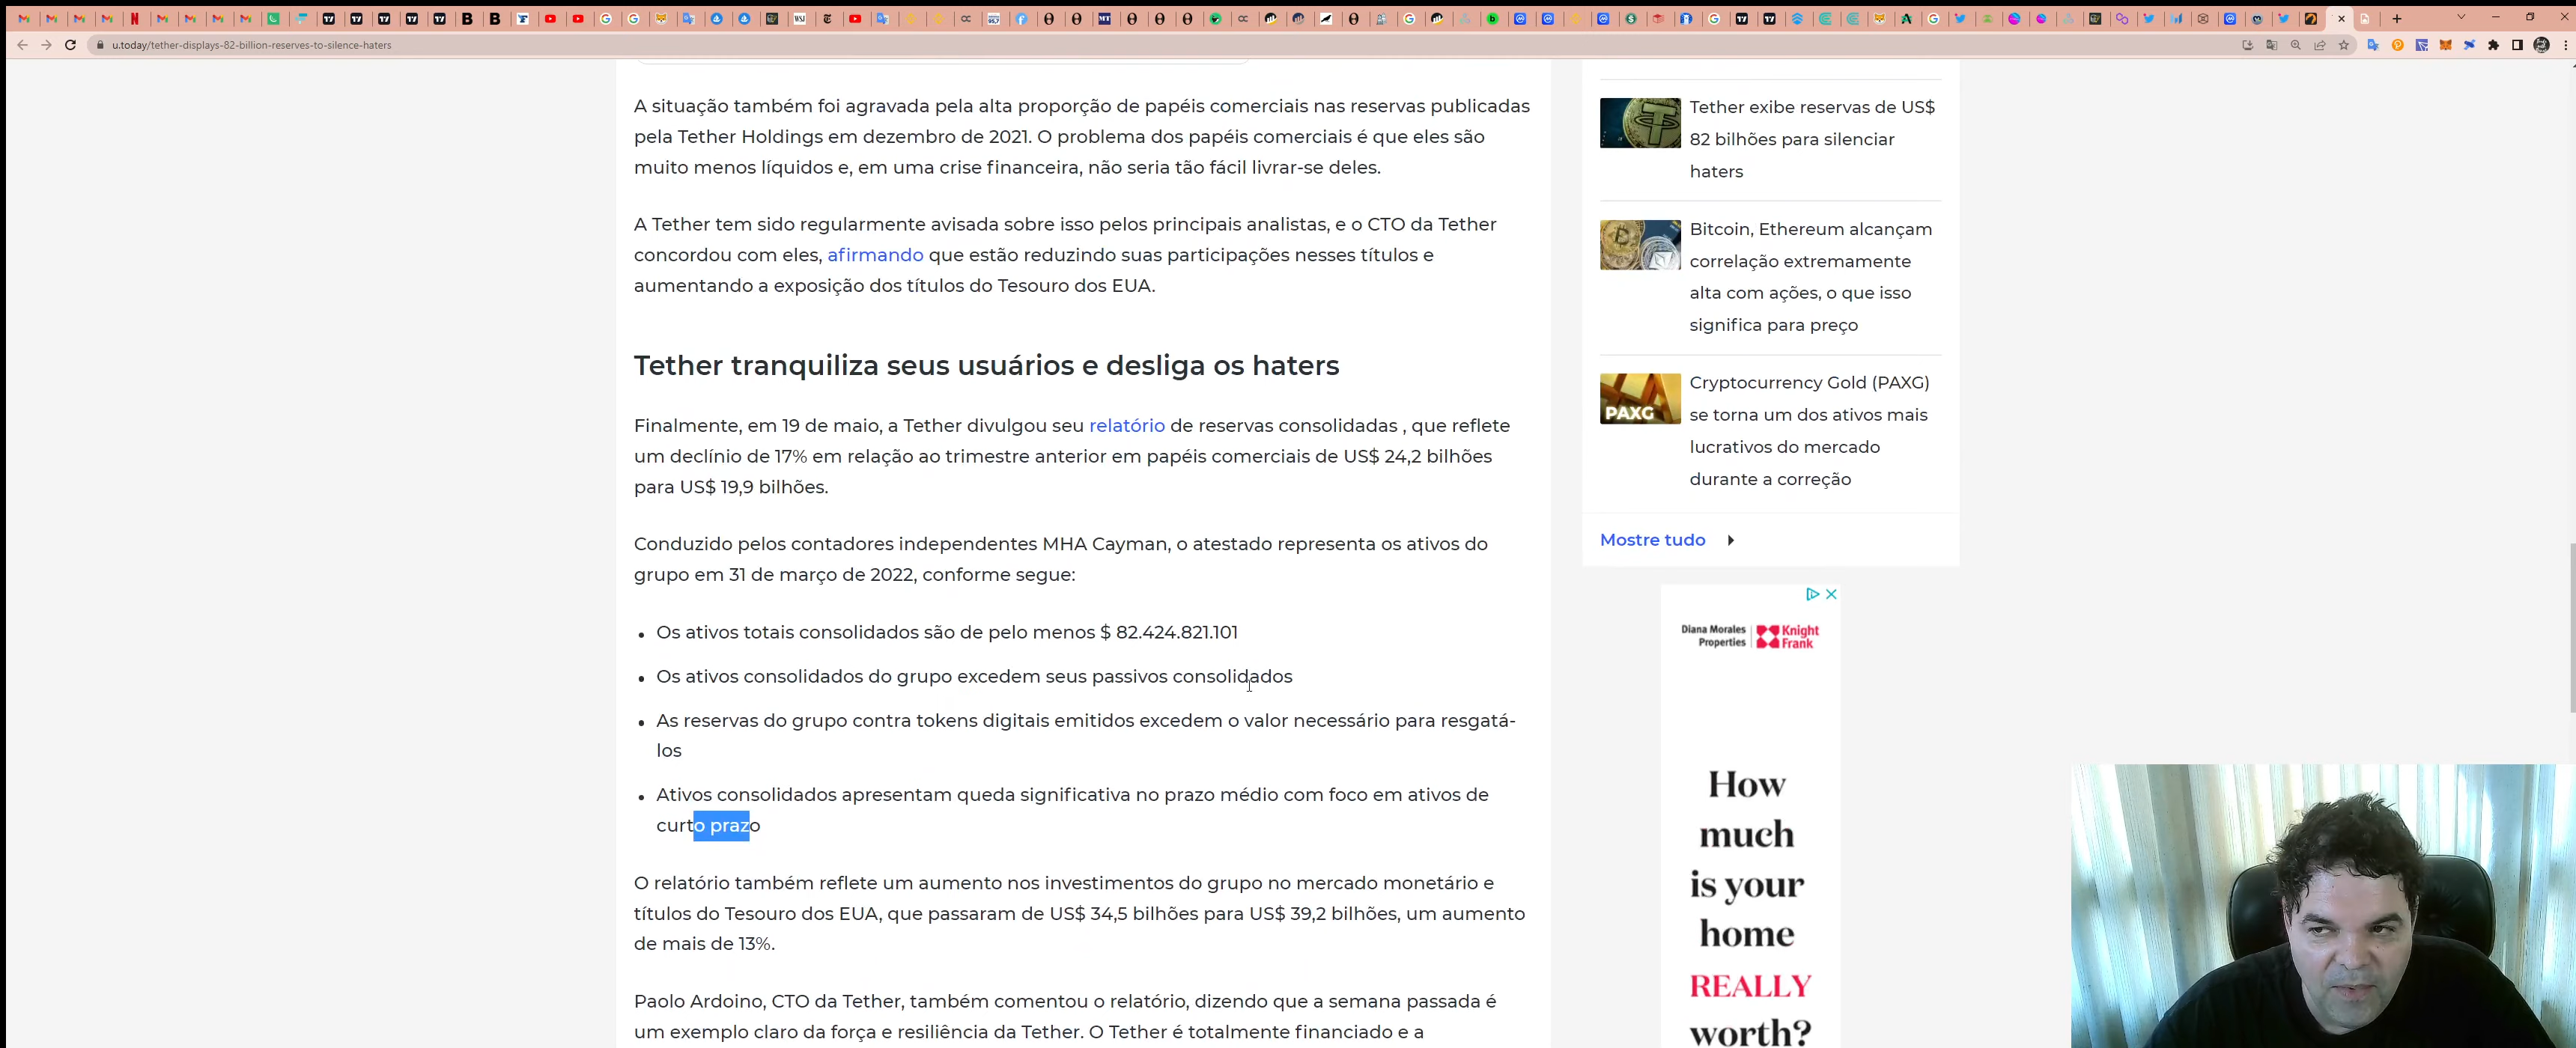 u.today/tether-displays-82-billion-reserves-to-silence-haters
A situação também foi agravada pela alta proporção de papéis comerciais nas reservas publicadas
pela Tether Holdings em dezembro de 2021. O problema dos papéis comerciais é que eles são
muito menos líquidos e, em uma crise financeira, não seria tão fácil livrar-se deles.
A Tether tem sido regularmente avisada sobre isso pelos principais analistas, e o CTO da Tether
concordou com eles, afirmando que estão reduzindo suas participações nesses títulos e
aumentando a exposição dos títulos do Tesouro dos EUA.
Tether tranquiliza seus usuários e desliga os haters
Finalmente, em 19 de maio, a Tether divulgou seu relatório de reservas consolidadas , que reflete
um declínio de 17% em relação ao trimestre anterior em papéis comerciais de US$ 24,2 bilhões
para US$ 19,9 bilhões.
Conduzido pelos contadores independentes MHA Cayman, o atestado representa os ativos do
grupo em 31 de março de 2022, conforme segue:
• Os ativos totais consolidados são de pelo menos $ 82.424.821.101
• Os ativos consolidados do grupo excedem seus passivos consolidados
• As reservas do grupo contra tokens digitais emitidos excedem o valor necessário para resgatá-
los
• Ativos consolidados apresentam queda significativa no prazo médio com foco em ativos de
curto prazo
O relatório também reflete um aumento nos investimentos do grupo no mercado monetário e
títulos do Tesouro dos EUA, que passaram de US$ 34,5 bilhões para US$ 39,2 bilhões, um aumento
de mais de 13%.
Paolo Ardoino, CTO da Tether, também comentou o relatório, dizendo que a semana passada é
um exemplo claro da força e resiliência da Tether. O Tether é totalmente financiado e a
Tether exibe reservas de US$
82 bilhões para silenciar
haters
Bitcoin, Ethereum alcançam
correlação extremamente
alta com ações, o que isso
significa para preço
PAXG
Cryptocurrency Gold (PAXG)
se torna um dos ativos mais
lucrativos do mercado
durante a correção
Mostre tudo
Diana Morales
Properties
Knight
Frank
How
much
is your
home
REALLY
worth?